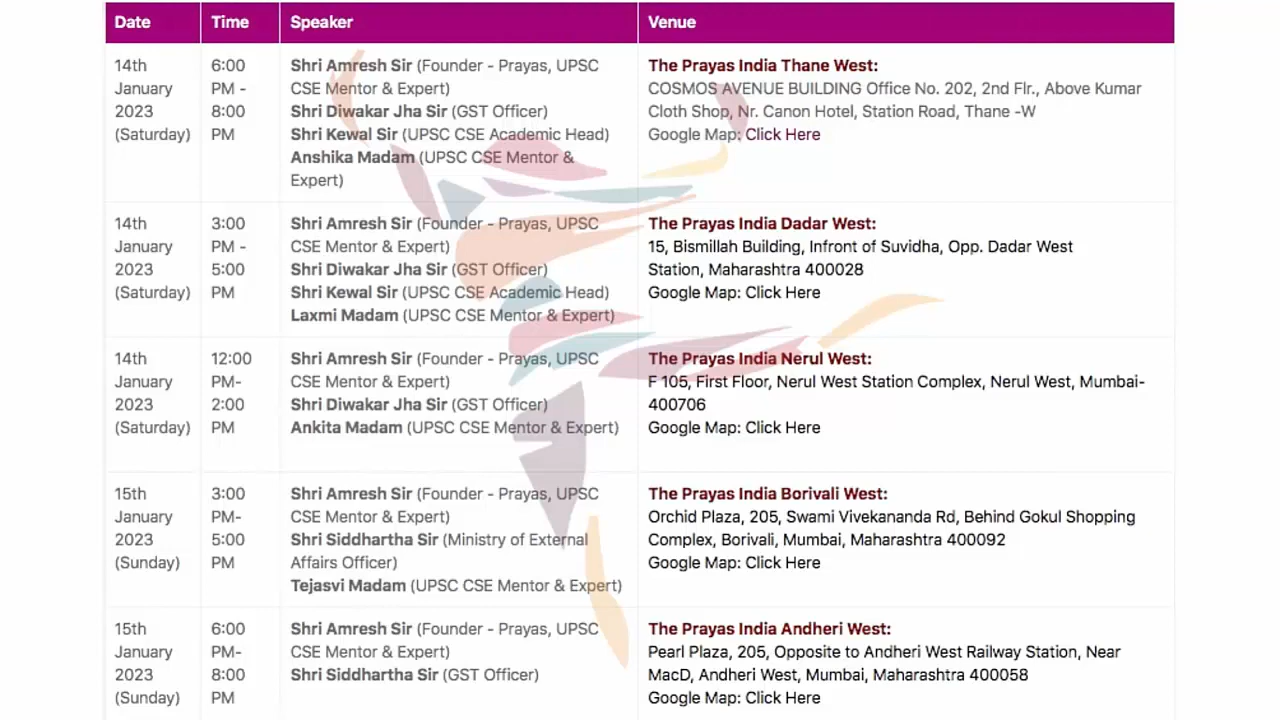 Date Time Speaker Venue
14th
January
2023
(Saturday)
6:00
PM -
8:00
PM
Shri Amresh Sir (Founder - Prayas, UPSC
CSE Mentor & Expert)
Shri Diwakar Jha Sir (GST Officer)
Shri Kewal Sir (UPSC CSE Academic Head)
Anshika Madam (UPSC CSE Mentor &
Expert)
The Prayas India Thane West:
COSMOS AVENUE BUILDING Office No. 202, 2nd Flr., Above Kumar
Cloth Shop, Nr. Canon Hotel, Station Road, Thane -W
Google Map: Click Here
14th
January
2023
(Saturday)
3:00
PM -
5:00
PM
Shri Amresh Sir (Founder - Prayas, UPSC
CSE Mentor & Expert)
Shri Diwakar Jha Sir (GST Officer)
Shri Kewal Sir (UPSC CSE Academic Head)
Laxmi Madam (UPSC CSE Mentor & Expert)
The Prayas India Dadar West:
15, Bismillah Building, Infront of Suvidha, Opp. Dadar West
Station, Maharashtra 400028
Google Map: Click Here
14th
January
2023
(Saturday)
12:00
PM-
2:00
PM
Shri Amresh Sir (Founder - Prayas, UPSC
CSE Mentor & Expert)
Shri Diwakar Jha Sir (GST Officer)
Ankita Madam (UPSC CSE Mentor & Expert)
The Prayas India Nerul West:
F 105, First Floor, Nerul West Station Complex, Nerul West, Mumbai-
400706
Google Map: Click Here
15th
January
2023
(Sunday)
3:00
PM-
5:00
PM
Shri Amresh Sir (Founder - Prayas, UPSC
CSE Mentor & Expert)
Shri Siddhartha Sir (Ministry of External
Affairs Officer)
Tejasvi Madam (UPSC CSE Mentor & Expert)
The Prayas India Borivali West:
Orchid Plaza, 205, Swami Vivekananda Rd, Behind Gokul Shopping
Complex, Borivali, Mumbai, Maharashtra 400092
Google Map: Click Here
15th
January
2023
(Sunday)
6:00
PM-
8:00
PM
Shri Amresh Sir (Founder - Prayas, UPSC
CSE Mentor & Expert)
Shri Siddhartha Sir (GST Officer)
The Prayas India Andheri West:
Pearl Plaza, 205, Opposite to Andheri West Railway Station, Near
MacD, Andheri West, Mumbai, Maharashtra 400058
Google Map: Click Here